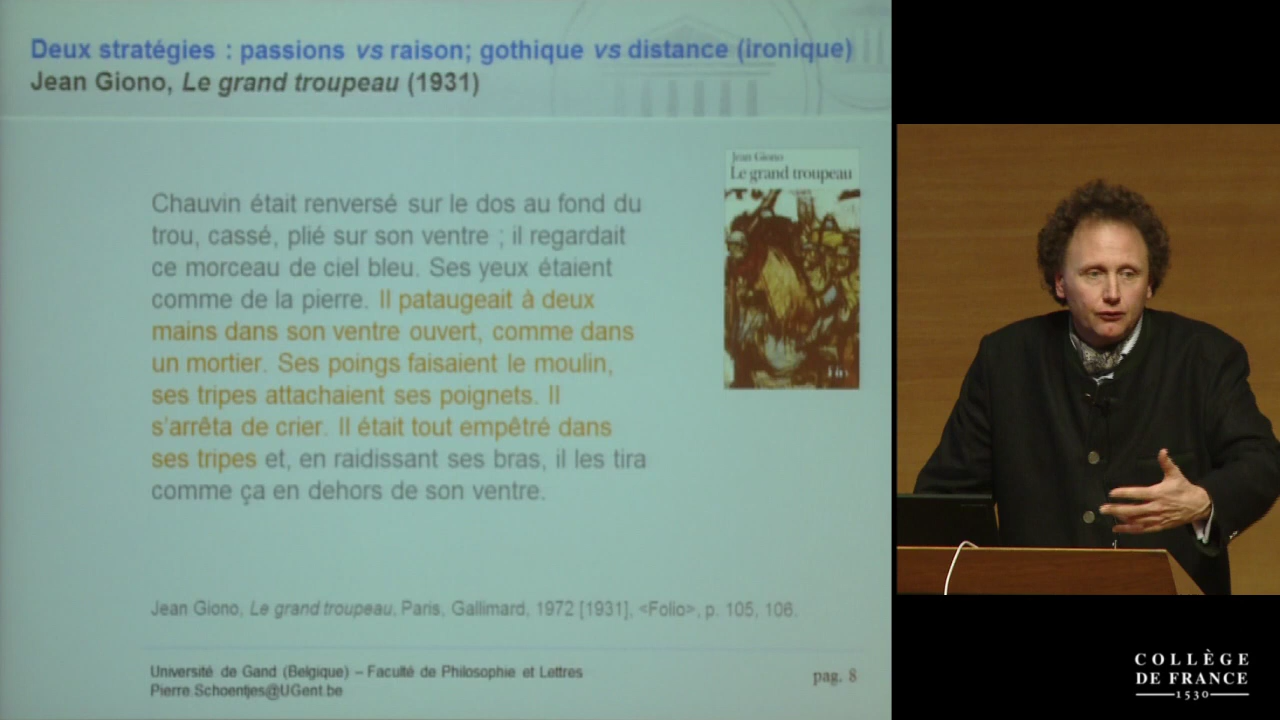 Deux stratégies : passions vs raison; gothique vs distance (ironique)
Jean Giono, Le grand troupeau (1931)
Jean Giono
Le grand troupeau
Chauvin était renversé sur le dos au fond du
trou, cassé, plié sur son ventre ; il regardait
ce morceau de ciel bleu. Ses yeux étaient
comme de la pierre. Il pataugeait à deux
mains dans son ventre ouvert, comme dans
un mortier. Ses poings faisaient le moulin,
ses tripes attachaient ses poignets. Il
s'arrêta de crier. Il était tout empêtré dans
ses tripes et, en raidissant ses bras, il les tira
comme ça en dehors de son ventre.
Jean Giono, Le grand troupeau, Paris, Gallimard, 1972 [1931], <Folio>, p. 105, 106.
Université de Gand (Belgique) – Faculté de Philosophie et Lettres
Pierre.Schoentjes@UGent.be
pag. 8
COLLÈGE
DE FRANCE
1530